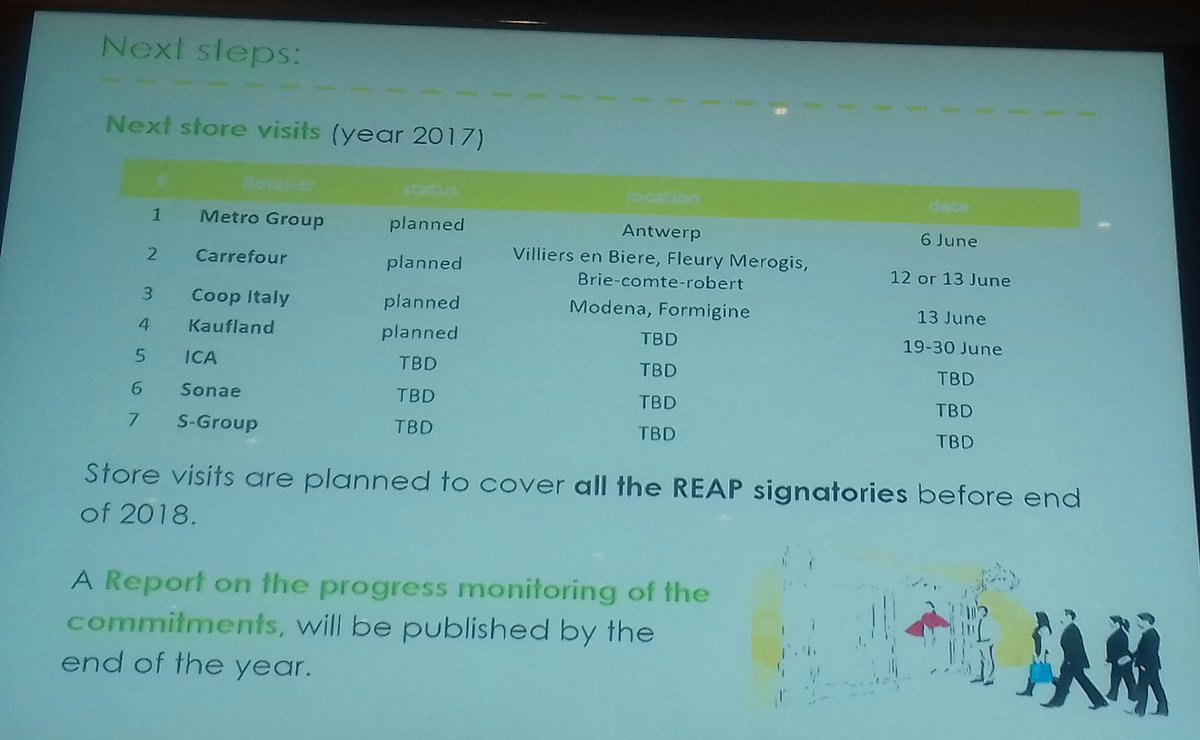 Next steps:
Next store visits (year 2017)
# Retailer status location date
1 Metro Group planned Antwerp 6 June
2 Carrefour planned Villiers en Biere, Fleury Merogis, Brie-comte-robert 12 or 13 June
3 Coop Italy planned Modena, Formigine 13 June
4 Kaufland planned TBD 19-30 June
5 ICA TBD TBD TBD
6 Sonae TBD TBD TBD
7 S-Group TBD TBD TBD
Store visits are planned to cover all the REAP signatories before end
of 2018.
A Report on the progress monitoring of the
commitments, will be published by the
end of the year.